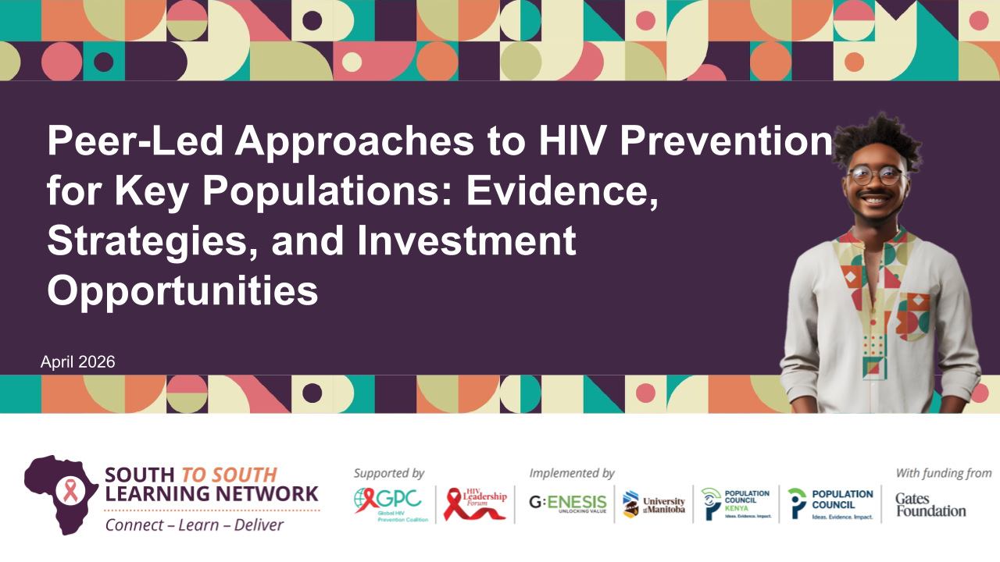 Peer-Led Approaches to HIV Prevention
for Key Populations: Evidence,
Strategies, and Investment
Opportunities
April 2026
SOUTH TO SOUTH
LEARNING NETWORK
Connect – Learn – Deliver
Supported by
GPC
Global HIV
Prevention Coalition
HIV
Leadership
Forum
Implemented by
G:ENESIS
UNLOCKING VALUE
University
of Manitoba
POPULATION
COUNCIL
KENYA
Ideas. Evidence. Impact.
POPULATION
COUNCIL
Ideas. Evidence. Impact.
With funding from
Gates
Foundation